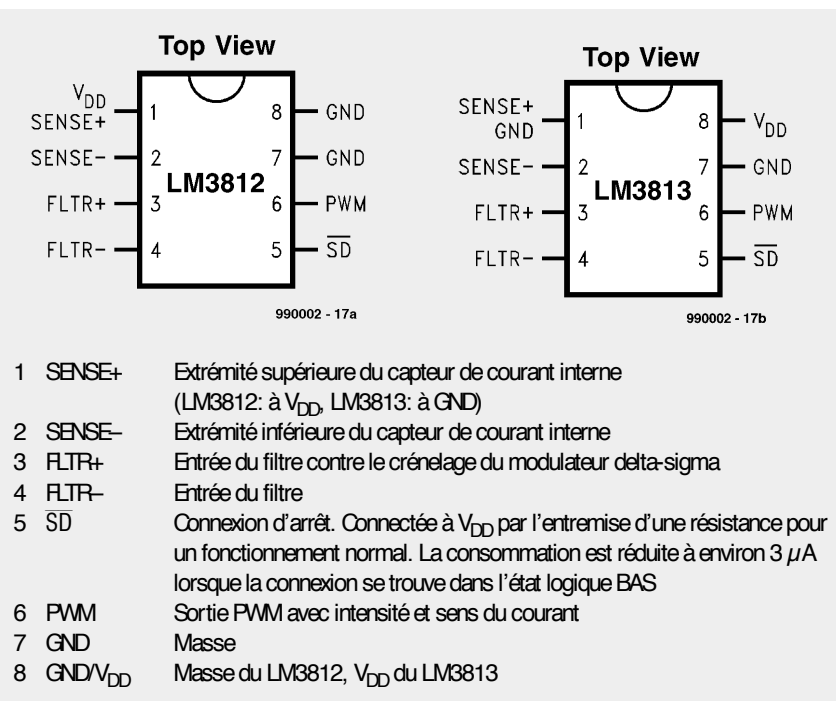 Top View
V_DD
SENSE+
1
8
GND
SENSE−
2
7
GND
LM3812
FLTR+
3
6
PWM
FLTR−
4
5
S̅D̅
990002 - 17a
Top View
SENSE+
GND
1
8
V_DD
SENSE−
2
7
GND
LM3813
FLTR+
3
6
PWM
FLTR−
4
5
S̅D̅
990002 - 17b
1 SENSE+ Extrémité supérieure du capteur de courant interne
(LM3812: à V_DD, LM3813: à GND)
2 SENSE– Extrémité inférieure du capteur de courant interne
3 FLTR+ Entrée du filtre contre le crénelage du modulateur delta-sigma
4 FLTR– Entrée du filtre
5 S̅D̅ Connexion d'arrêt. Connectée à V_DD par l'entremise d'une résistance pour
un fonctionnement normal. La consommation est réduite à environ 3 µA
lorsque la connexion se trouve dans l'état logique BAS
6 PWM Sortie PWM avec intensité et sens du courant
7 GND Masse
8 GND/V_DD Masse du LM3812, V_DD du LM3813